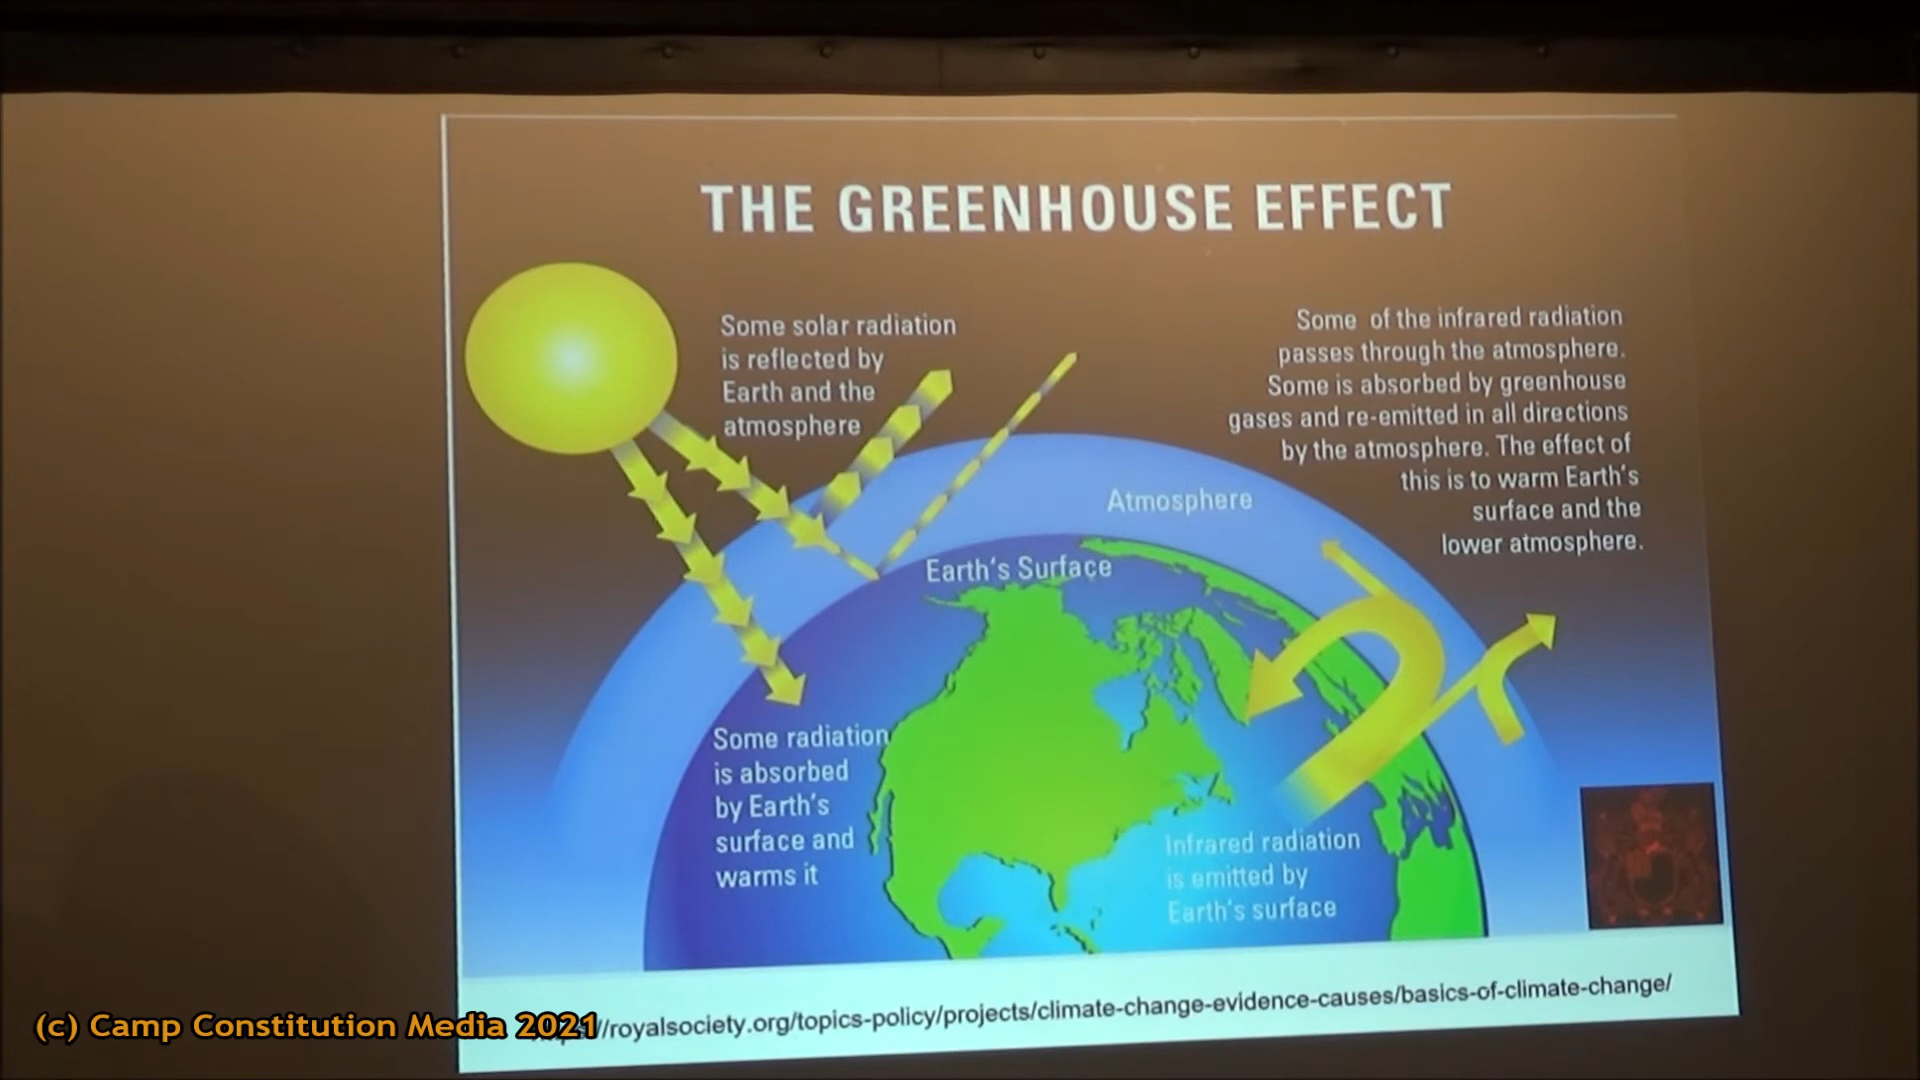 THE GREENHOUSE EFFECT
Some solar radiation
is reflected by
Earth and the
atmosphere
Some of the infrared radiation
passes through the atmosphere.
Some is absorbed by greenhouse
gases and re-emitted in all directions
by the atmosphere. The effect of
this is to warm Earth's
surface and the
lower atmosphere.
Atmosphere
Earth's Surface
Some radiation
is absorbed
by Earth's
surface and
warms it
Infrared radiation
is emitted by
Earth's surface
//royalsociety.org/topics-policy/projects/climate-change-evidence-causes/basics-of-climate-change/
(c) Camp Constitution Media 2021